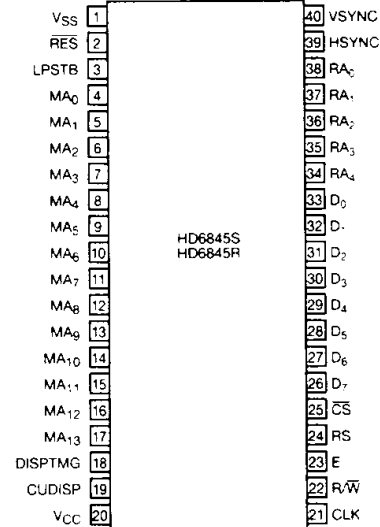 VSS 1 40 VSYNC
RES 2 39 HSYNC
LPSTB 3 38 RA0
MA0 4 37 RA1
MA1 5 36 RA2
MA2 6 35 RA3
MA3 7 34 RA4
MA4 8 33 D0
MA5 9 32 D1
HD6845S
MA6 10 31 D2
HD6845R
MA7 11 30 D3
MA8 12 29 D4
MA9 13 28 D5
MA10 14 27 D6
MA11 15 26 D7
MA12 16 25 CS
MA13 17 24 RS
DISPTMG 18 23 E
CUDISP 19 22 R/W
VCC 20 21 CLK